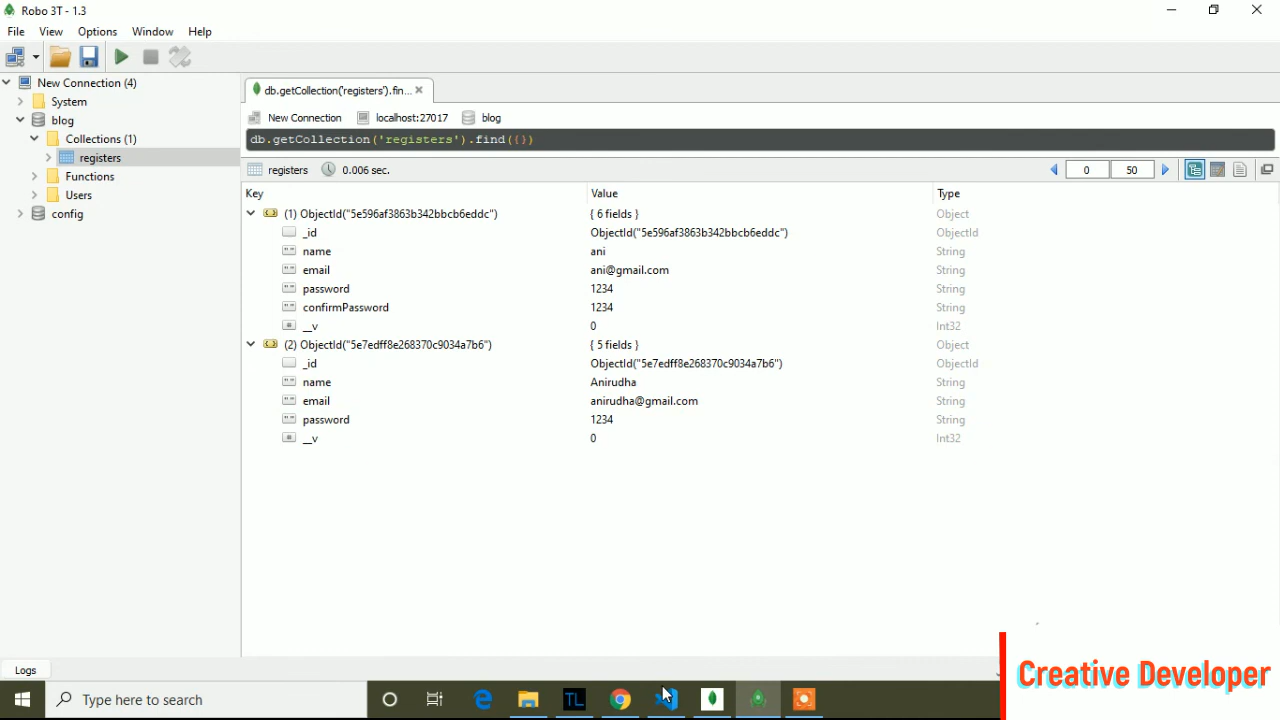 Robo 3T - 1.3
File View Options Window Help
New Connection (4)
System
blog
Collections (1)
registers
Functions
Users
config
db.getCollection('registers').fin...
New Connection localhost:27017 blog
db.getCollection('registers').find({})
registers 0.006 sec. 0 50
Key Value Type
(1) ObjectId("5e596af3863b342bbcb6eddc") { 6 fields } Object
_id ObjectId("5e596af3863b342bbcb6eddc") ObjectId
name ani String
email ani@gmail.com String
password 1234 String
confirmPassword 1234 String
__v 0 Int32
(2) ObjectId("5e7edff8e268370c9034a7b6") { 5 fields } Object
_id ObjectId("5e7edff8e268370c9034a7b6") ObjectId
name Anirudha String
email anirudha@gmail.com String
password 1234 String
__v 0 Int32
Logs
Creative Developer
Type here to search
TL